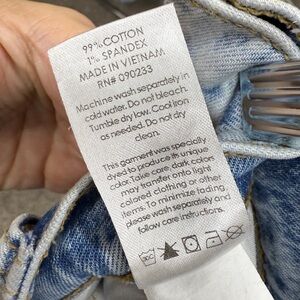 99% COTTON
1% SPANDEX
MADE IN VIETNAM
RN# 090233
Machine wash separately in
cold water. Do not bleach.
Tumble dry low. Cool iron
as needed. Do not dry
clean.
This garment was specially
dyed to produce its unique
color. Take care, dark colors
may transfer onto light
colored clothing or other
items. To minimize fading,
please wash separately and
follow care instructions.